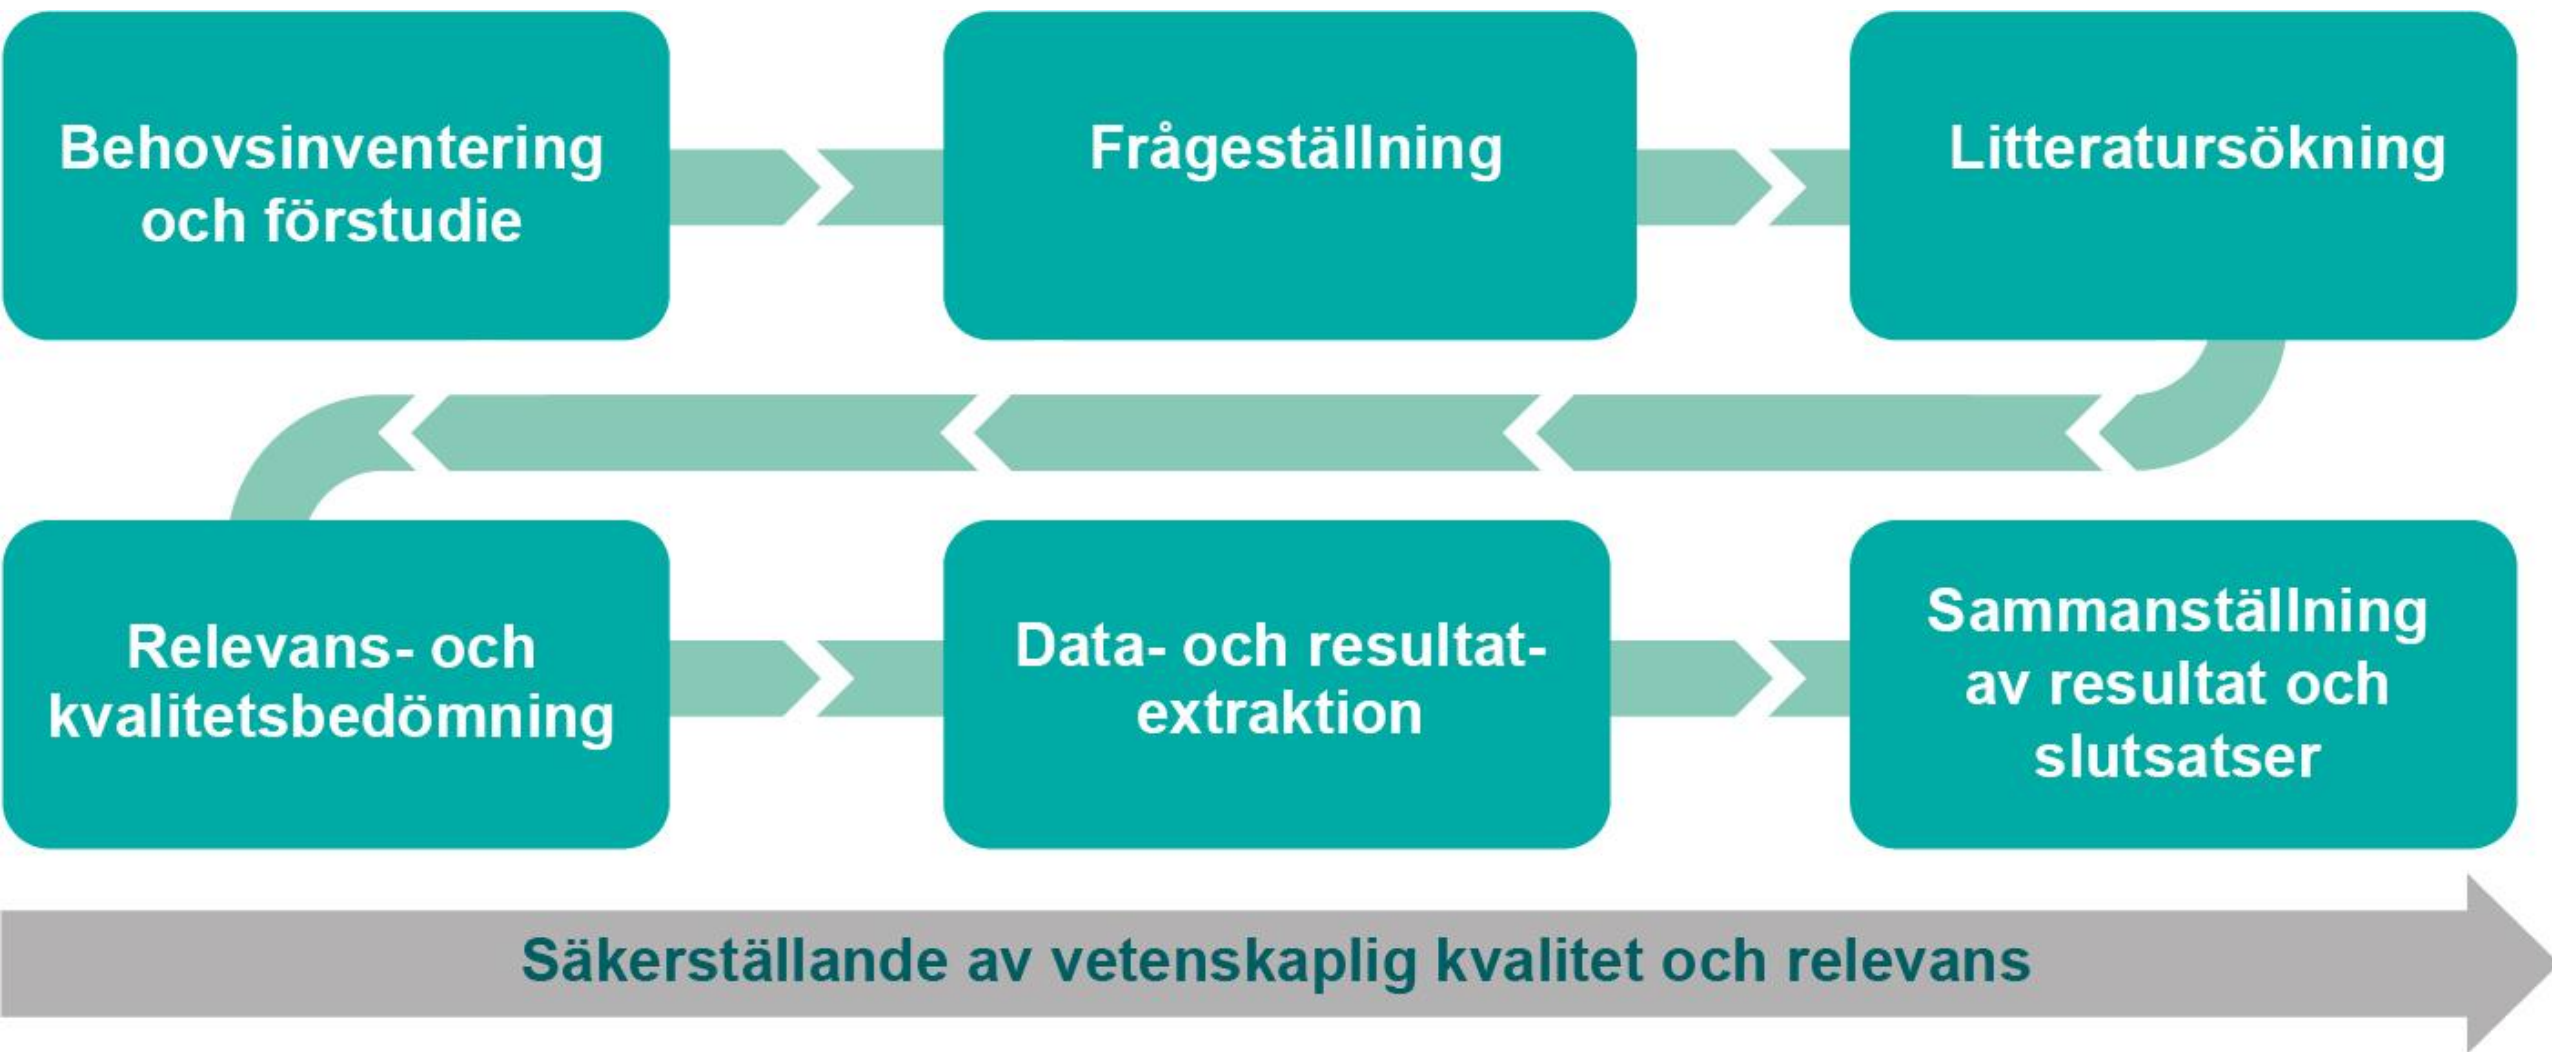 Behovsinventering
och förstudie
Frågeställning
Litteratursökning
Relevans- och
kvalitetsbedömning
Data- och resultat-
extraktion
Sammanställning
av resultat och
slutsatser
Säkerställande av vetenskaplig kvalitet och relevans